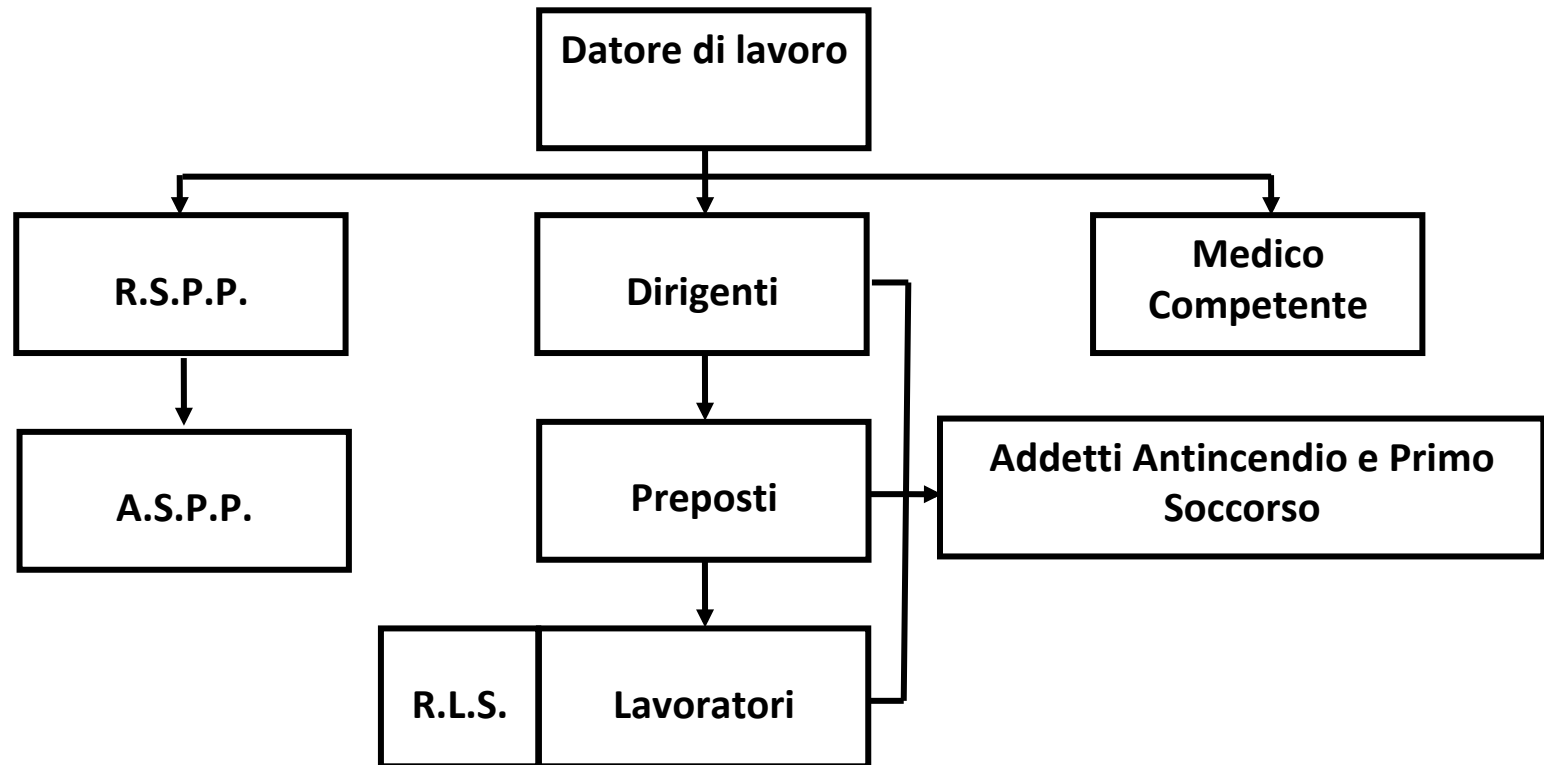 Datore di lavoro
R.S.P.P.
Dirigenti
Medico
Competente
A.S.P.P.
Preposti
Addetti Antincendio e Primo
Soccorso
R.L.S.
Lavoratori